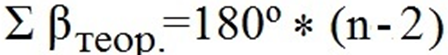 Σ βтеор.=180º * (n-2)